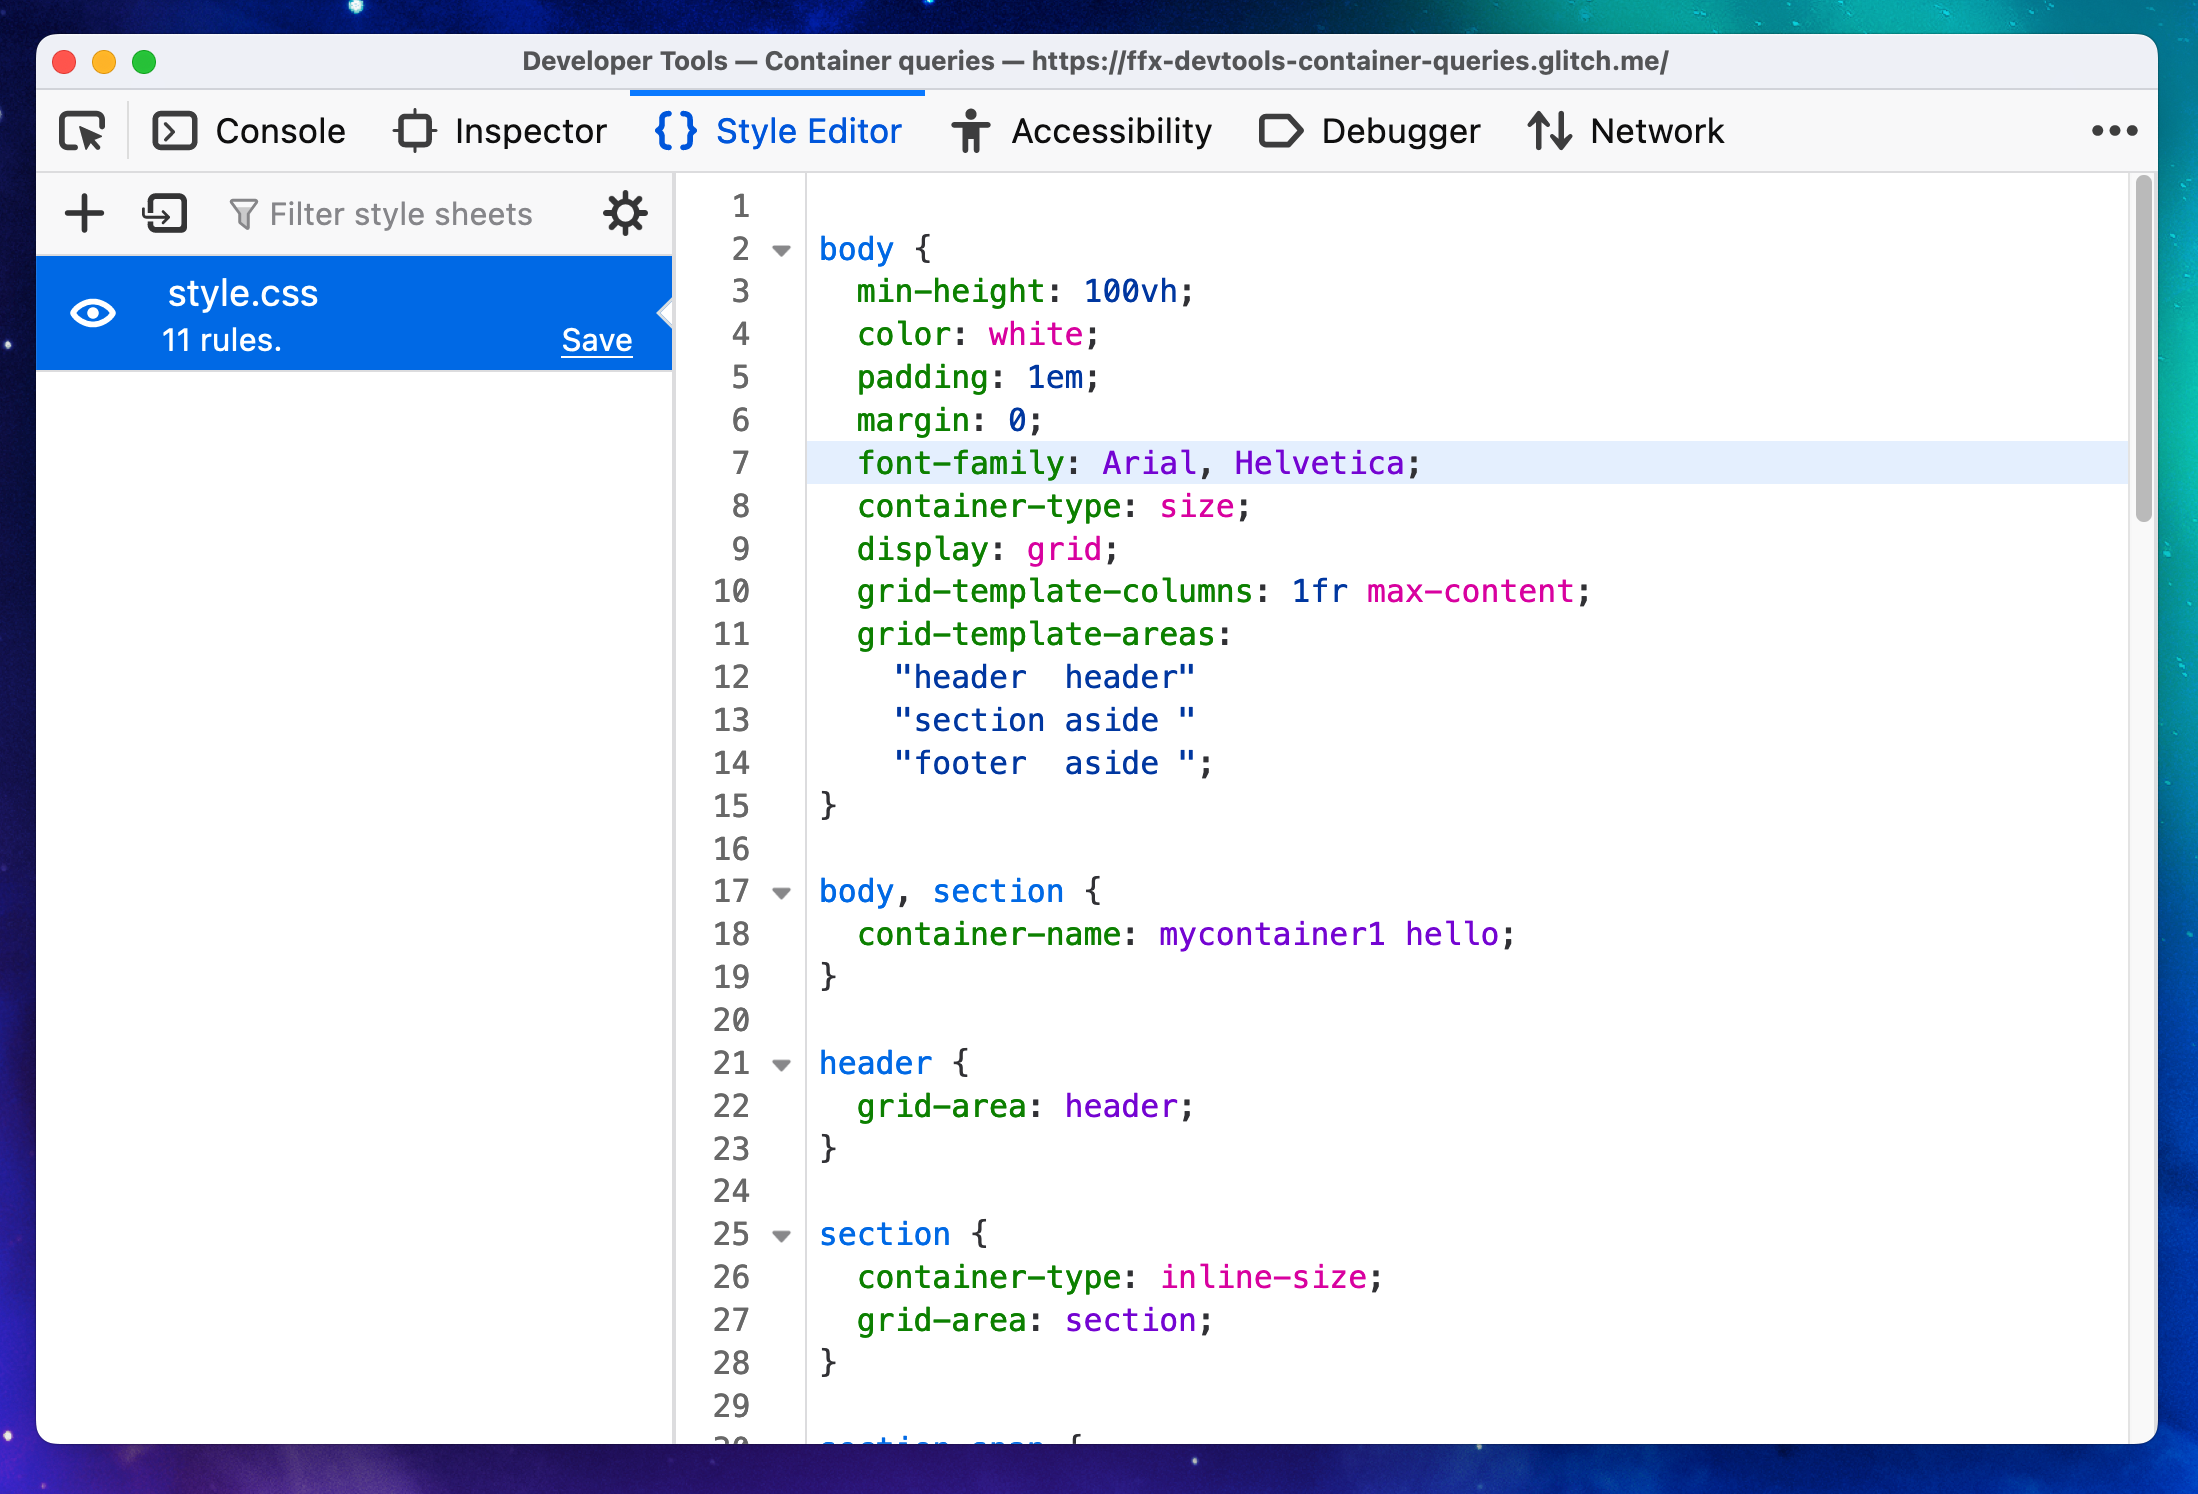 Developer Tools — Container queries — https://ffx-devtools-container-queries.glitch.me/
Console Inspector {} Style Editor Accessibility Debugger Network
Filter style sheets
style.css
11 rules. Save
1
2 body {
3   min-height: 100vh;
4   color: white;
5   padding: 1em;
6   margin: 0;
7   font-family: Arial, Helvetica;
8   container-type: size;
9   display: grid;
10   grid-template-columns: 1fr max-content;
11   grid-template-areas:
12     "header  header"
13     "section aside "
14     "footer  aside ";
15 }
16
17 body, section {
18   container-name: mycontainer1 hello;
19 }
20
21 header {
22   grid-area: header;
23 }
24
25 section {
26   container-type: inline-size;
27   grid-area: section;
28 }
29